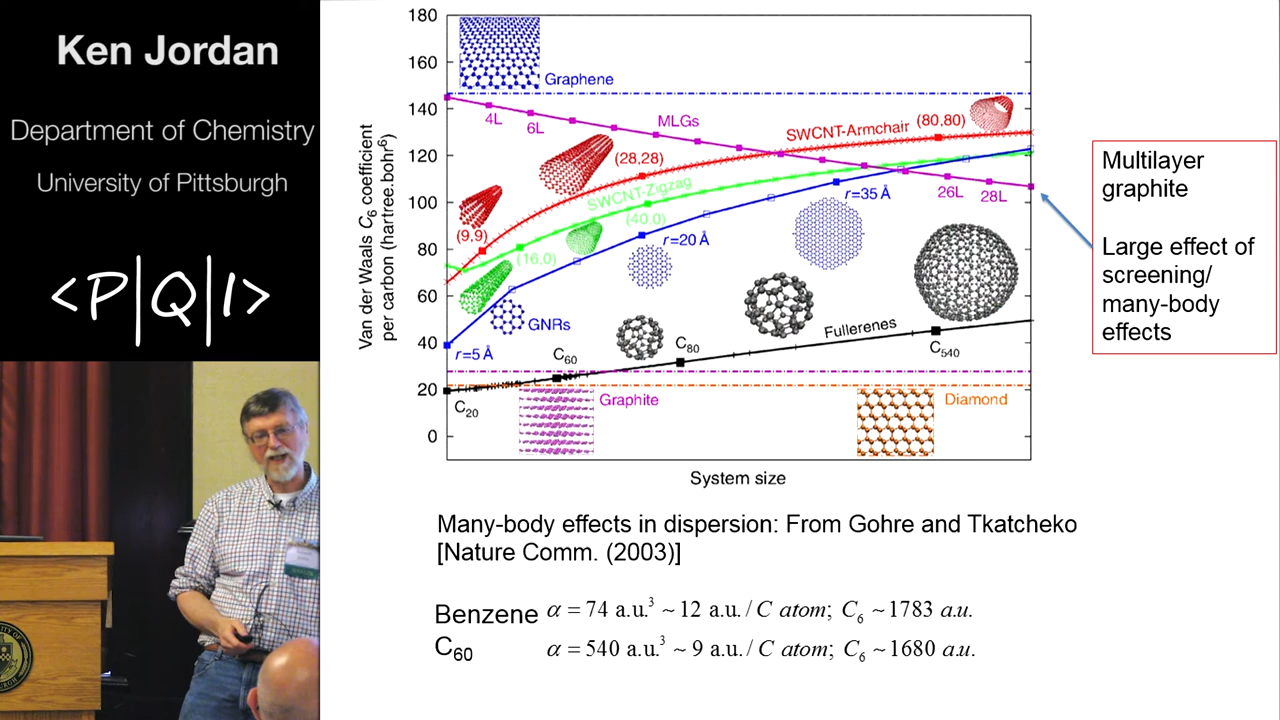 Ken Jordan
Department of Chemistry
University of Pittsburgh
<P|Q|I>
180
160
140
120
100
80
60
40
20
0
Van der Waals C6 coefficient
per carbon (hartree.bohr⁶)
Graphene
4L
6L
MLGs
SWCNT-Armchair
(80,80)
(28,28)
SWCNT-Zigzag
(40,0)
(9,9)
(16,0)
r=35 Å
26L
28L
r=20 Å
GNRs
r=5 Å
Fullerenes
C20
C60
C80
C540
Graphite
Diamond
System size
Multilayer
graphite
Large effect of
screening/
many-body
effects
Many-body effects in dispersion: From Gohre and Tkatcheko
[Nature Comm. (2003)]
Benzene α = 74 a.u.³ ~ 12 a.u. / C atom; C₆ ~1783 a.u.
C60 α = 540 a.u.³ ~ 9 a.u. / C atom; C₆ ~1680 a.u.